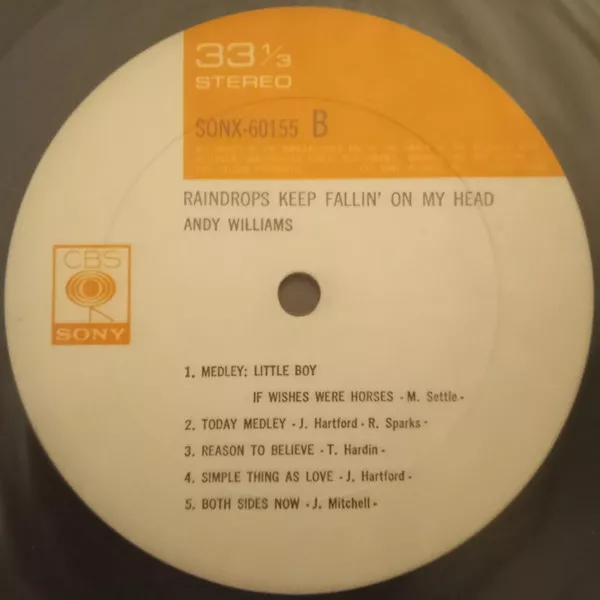 33 1/3
STEREO
SONX-60155 B
RAINDROPS KEEP FALLIN' ON MY HEAD
ANDY WILLIAMS
CBS
SONY
1. MEDLEY: LITTLE BOY
IF WISHES WERE HORSES - M. Settle -
2. TODAY MEDLEY - J. Hartford - R. Sparks -
3. REASON TO BELIEVE - T. Hardin -
4. SIMPLE THING AS LOVE - J. Hartford -
5. BOTH SIDES NOW - J. Mitchell -